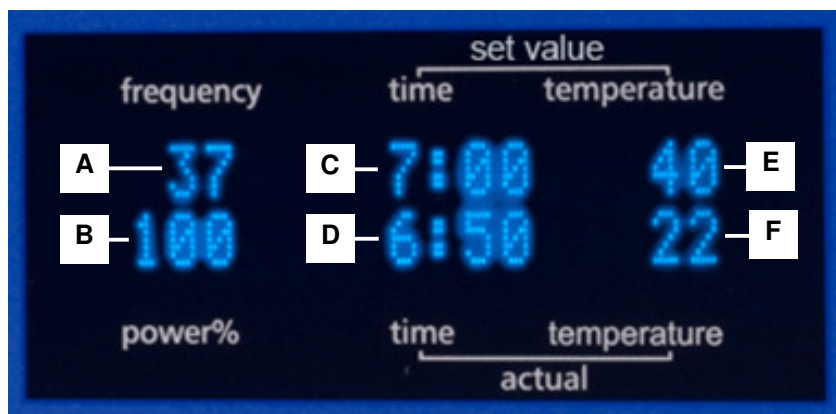 set value
frequency time temperature
A 37 C 7:00 40 E
B 100 D 6:50 22 F
power% time temperature
actual